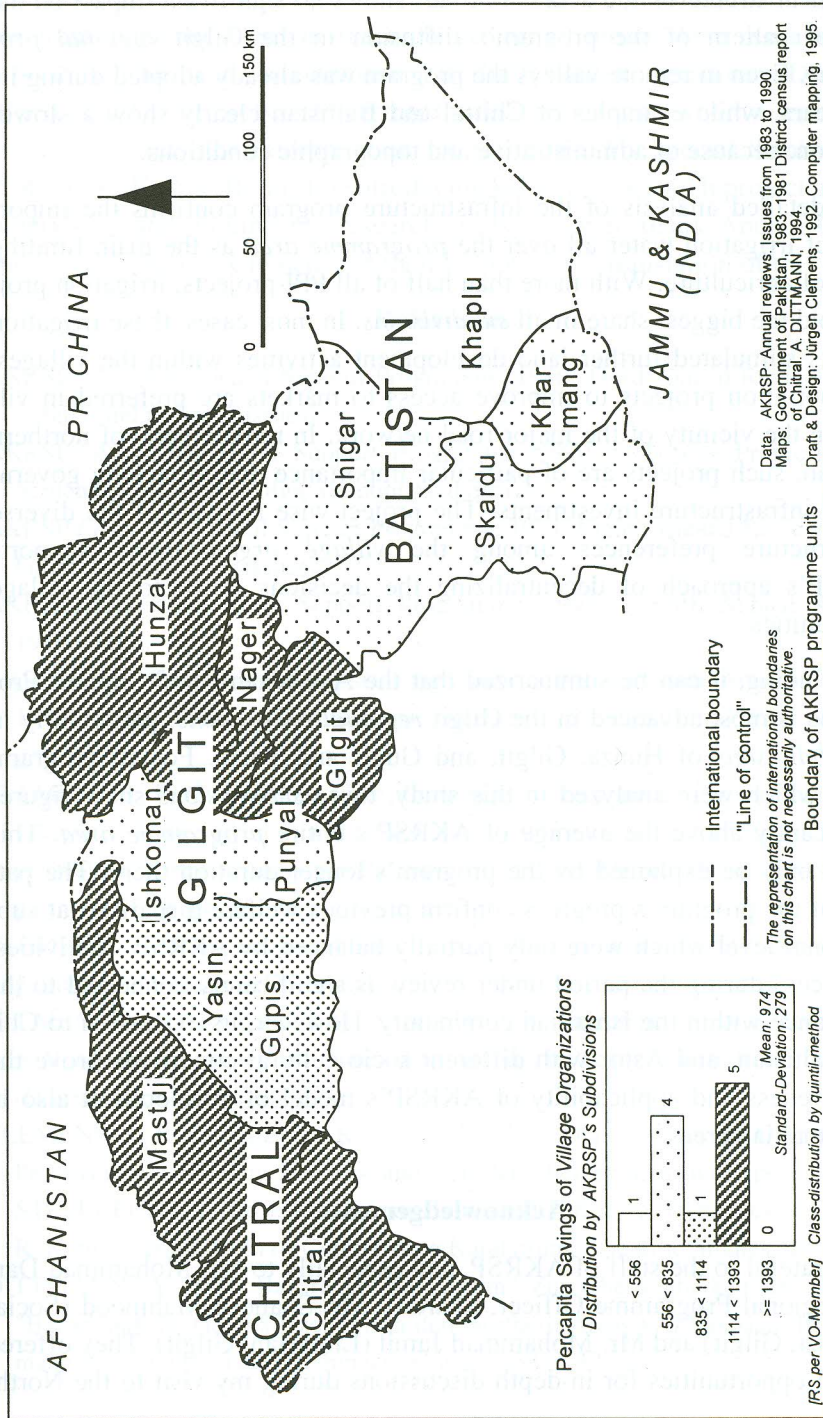 AFGHANISTAN
PRCHINA
Mastuj
CHITRAL
Chitral
Ishkoman
Yasin
Gupis
Punyal
GILGIT
Gilgit
Hunza
Nager
Shigar
BALTISTAN
Skardu
Khaplu
Khar-
mang
JAMMU & KASHMIR
(INDIA)
0 50 100 150 km
Percapita Savings of Village Organizations
Distribution by AKRSP´s Subdivisions
< 556 1
556 < 835 4
835 < 1114 1
1114 < 1393 5
>= 1393 0
Mean: 974
Standard-Deviation: 279
[RS per VO-Member] Class-distribution by quintil-method
International boundary
"Line of control"
The representation of international boundaries
on this chart is not necessarily authoritative.
Boundary of AKRSP programme units
Data: AKRSP: Annual reviews. Issues from 1983 to 1990.
Maps: Government of Pakistan, 1983: 1981 District census report
of Chitral. A. DITTMANN, 1994.
Draft & Design: Jürgen Clemens, 1992, Computer Mapping, 1995.